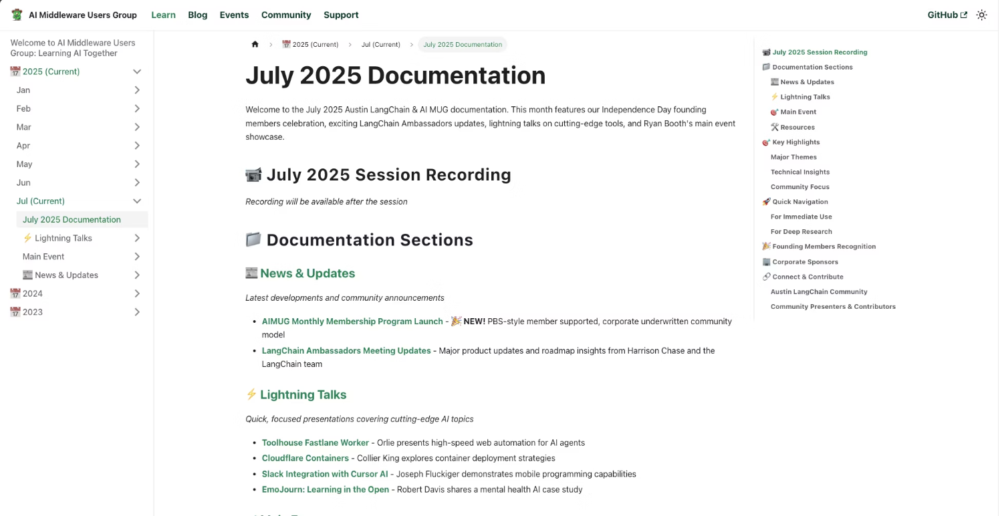 AI Middleware Users Group Learn Blog Events Community Support GitHub
Welcome to AI Middleware Users
Group: Learning AI Together
2025 (Current)
Jan
Feb
Mar
Apr
May
Jun
Jul (Current)
July 2025 Documentation
Lightning Talks
Main Event
News & Updates
2024
2023
2025 (Current) Jul (Current) July 2025 Documentation
July 2025 Documentation
Welcome to the July 2025 Austin LangChain & AI MUG documentation. This month features our Independence Day founding
members celebration, exciting LangChain Ambassadors updates, lightning talks on cutting-edge tools, and Ryan Booth's main event
showcase.
July 2025 Session Recording
Recording will be available after the session
Documentation Sections
News & Updates
Latest developments and community announcements
AIMUG Monthly Membership Program Launch - NEW! PBS-style member supported, corporate underwritten community
model
LangChain Ambassadors Meeting Updates - Major product updates and roadmap insights from Harrison Chase and the
LangChain team
Lightning Talks
Quick, focused presentations covering cutting-edge AI topics
Toolhouse Fastlane Worker - Orlie presents high-speed web automation for AI agents
Cloudflare Containers - Collier King explores container deployment strategies
Slack Integration with Cursor AI - Joseph Fluckiger demonstrates mobile programming capabilities
EmoJourn: Learning in the Open - Robert Davis shares a mental health AI case study
July 2025 Session Recording
Documentation Sections
News & Updates
Lightning Talks
Main Event
Resources
Key Highlights
Major Themes
Technical Insights
Community Focus
Quick Navigation
For Immediate Use
For Deep Research
Founding Members Recognition
Corporate Sponsors
Connect & Contribute
Austin LangChain Community
Community Presenters & Contributors